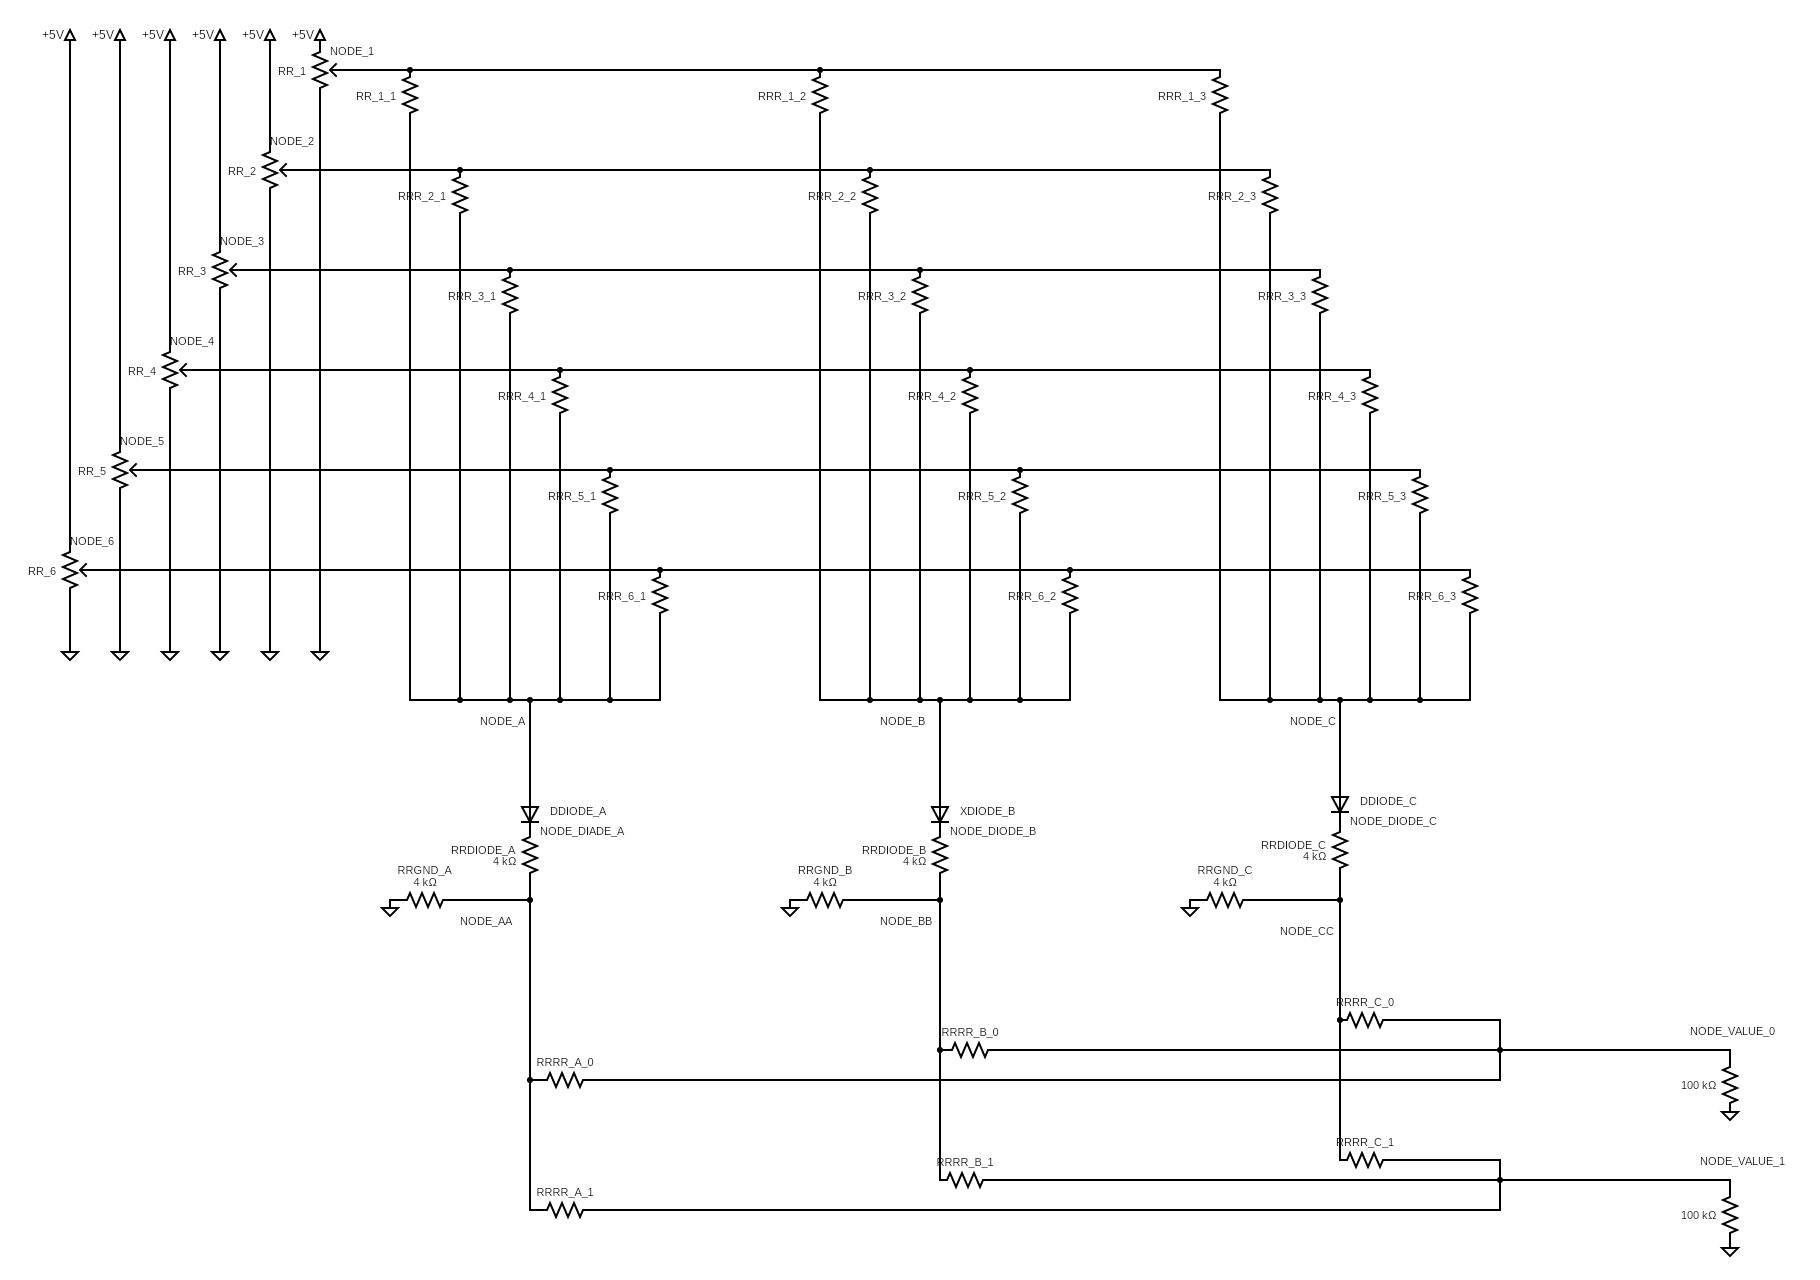 +5V +5V +5V +5V +5V +5V
NODE_1
RR_1
RR_1_1 RRR_1_2 RRR_1_3
NODE_2
RR_2
RRR_2_1 RRR_2_2 RRR_2_3
NODE_3
RR_3
RRR_3_1 RRR_3_2 RRR_3_3
NODE_4
RR_4
RRR_4_1 RRR_4_2 RRR_4_3
NODE_5
RR_5
RRR_5_1 RRR_5_2 RRR_5_3
NODE_6
RR_6
RRR_6_1 RRR_6_2 RRR_6_3
NODE_A NODE_B NODE_C
DDIODE_A XDIODE_B DDIODE_C
NODE_DIADE_A NODE_DIODE_B NODE_DIODE_C
RRDIODE_A RRDIODE_B RRDIODE_C
4 kΩ 4 kΩ 4 kΩ
RRGND_A RRGND_B RRGND_C
4 kΩ 4 kΩ 4 kΩ
NODE_AA NODE_BB NODE_CC
RRRR_C_0
RRRR_B_0 NODE_VALUE_0
RRRR_A_0
100 kΩ
RRRR_C_1
RRRR_B_1 NODE_VALUE_1
RRRR_A_1
100 kΩ